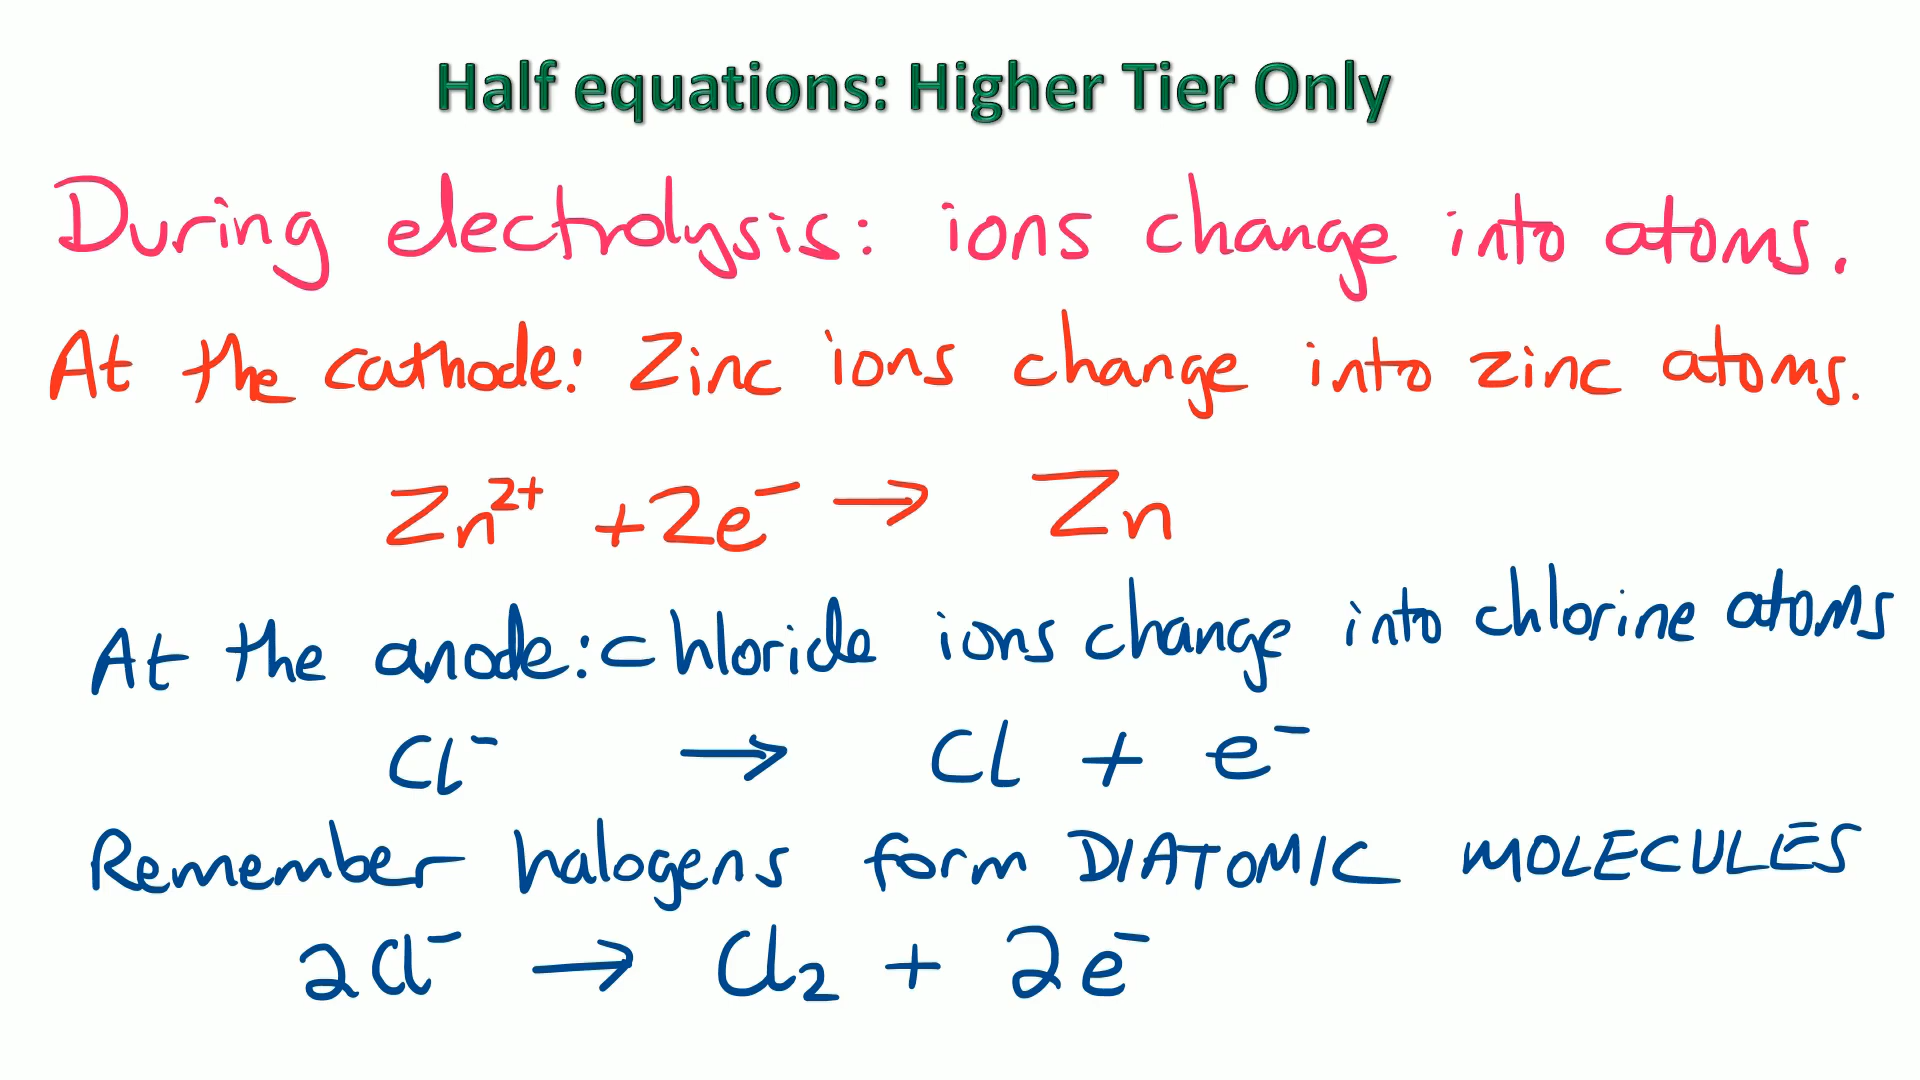 Half equations: Higher Tier Only
During electrolysis: ions change into atoms.
At the cathode: Zinc ions change into zinc atoms.
Zn²⁺ +2e⁻ → Zn
At the anode: chloride ions change into chlorine atoms
Cl⁻ → Cl + e⁻
Remember halogens form DIATOMIC MOLECULES
2Cl⁻ → Cl₂ + 2e⁻